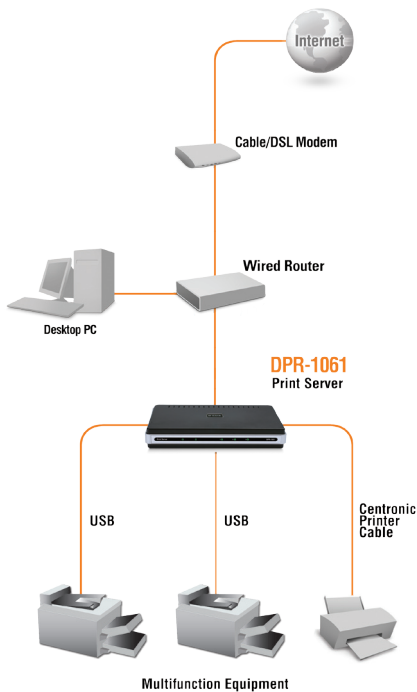 Internet
Cable/DSL Modem
Wired Router
Desktop PC
DPR-1061
Print Server
USB
USB
Centronic
Printer
Cable
Multifunction Equipment